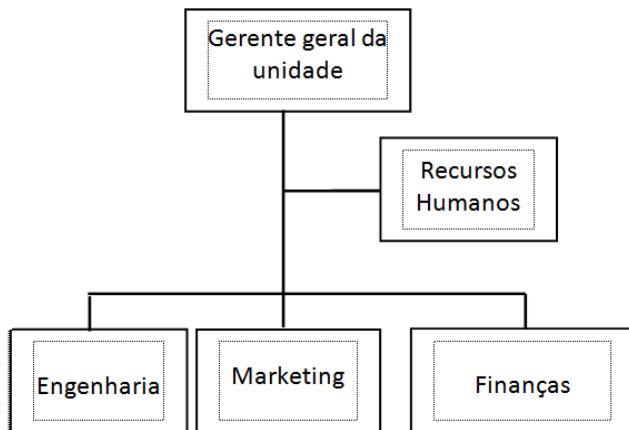 Gerente geral da
unidade
Recursos
Humanos
Engenharia
Marketing
Finanças